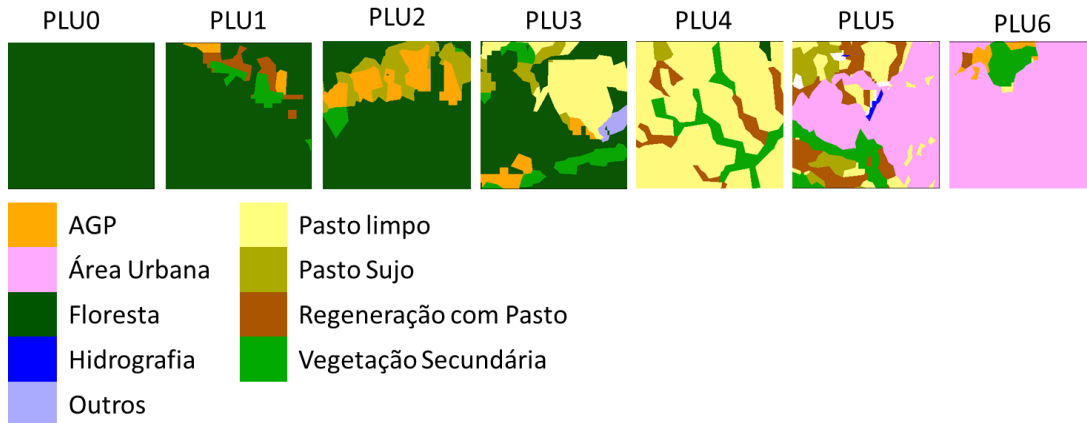 PLU0 PLU1 PLU2 PLU3 PLU4 PLU5 PLU6
AGP
Área Urbana
Floresta
Hidrografia
Outros
Pasto limpo
Pasto Sujo
Regeneração com Pasto
Vegetação Secundária